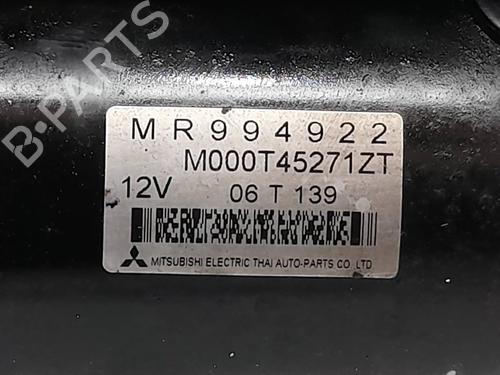 B-PARTS
MR994922
M000T45271ZT
12V 06 T 139
MITSUBISHI ELECTRIC THAI AUTO-PARTS CO.,LTD